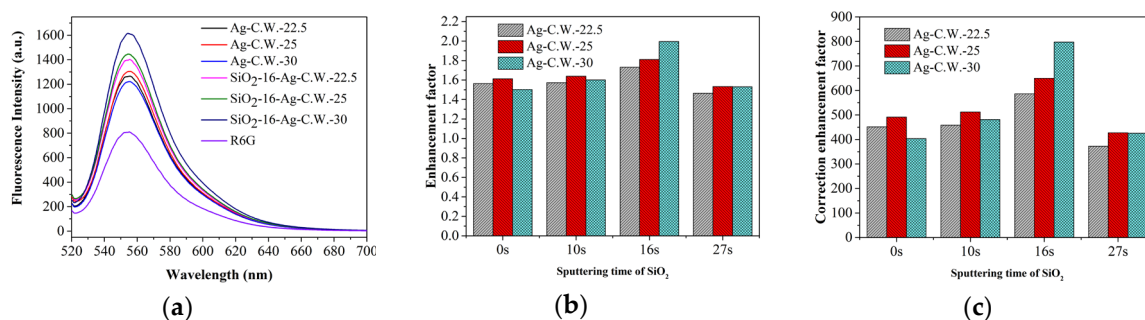 1600
1400
1200
1000
800
600
400
200
0
Fluorescence Intensity (a.u.)
Ag-C.W.-22.5
Ag-C.W.-25
Ag-C.W.-30
SiO₂-16-Ag-C.W.-22.5
SiO₂-16-Ag-C.W.-25
SiO₂-16-Ag-C.W.-30
R6G
520 540 560 580 600 620 640 660 680 700
Wavelength (nm)
(a)
2.2
2.0
1.8
1.6
1.4
1.2
1.0
0.8
0.6
0.4
0.2
0.0
Enhancement factor
Ag-C.W.-22.5
Ag-C.W.-25
Ag-C.W.-30
0s 10s 16s 27s
Sputtering time of SiO₂
(b)
900
800
700
600
500
400
300
200
100
0
Correction enhancement factor
Ag-C.W.-22.5
Ag-C.W.-25
Ag-C.W.-30
0s 10s 16s 27s
Sputtering time of SiO₂
(c)